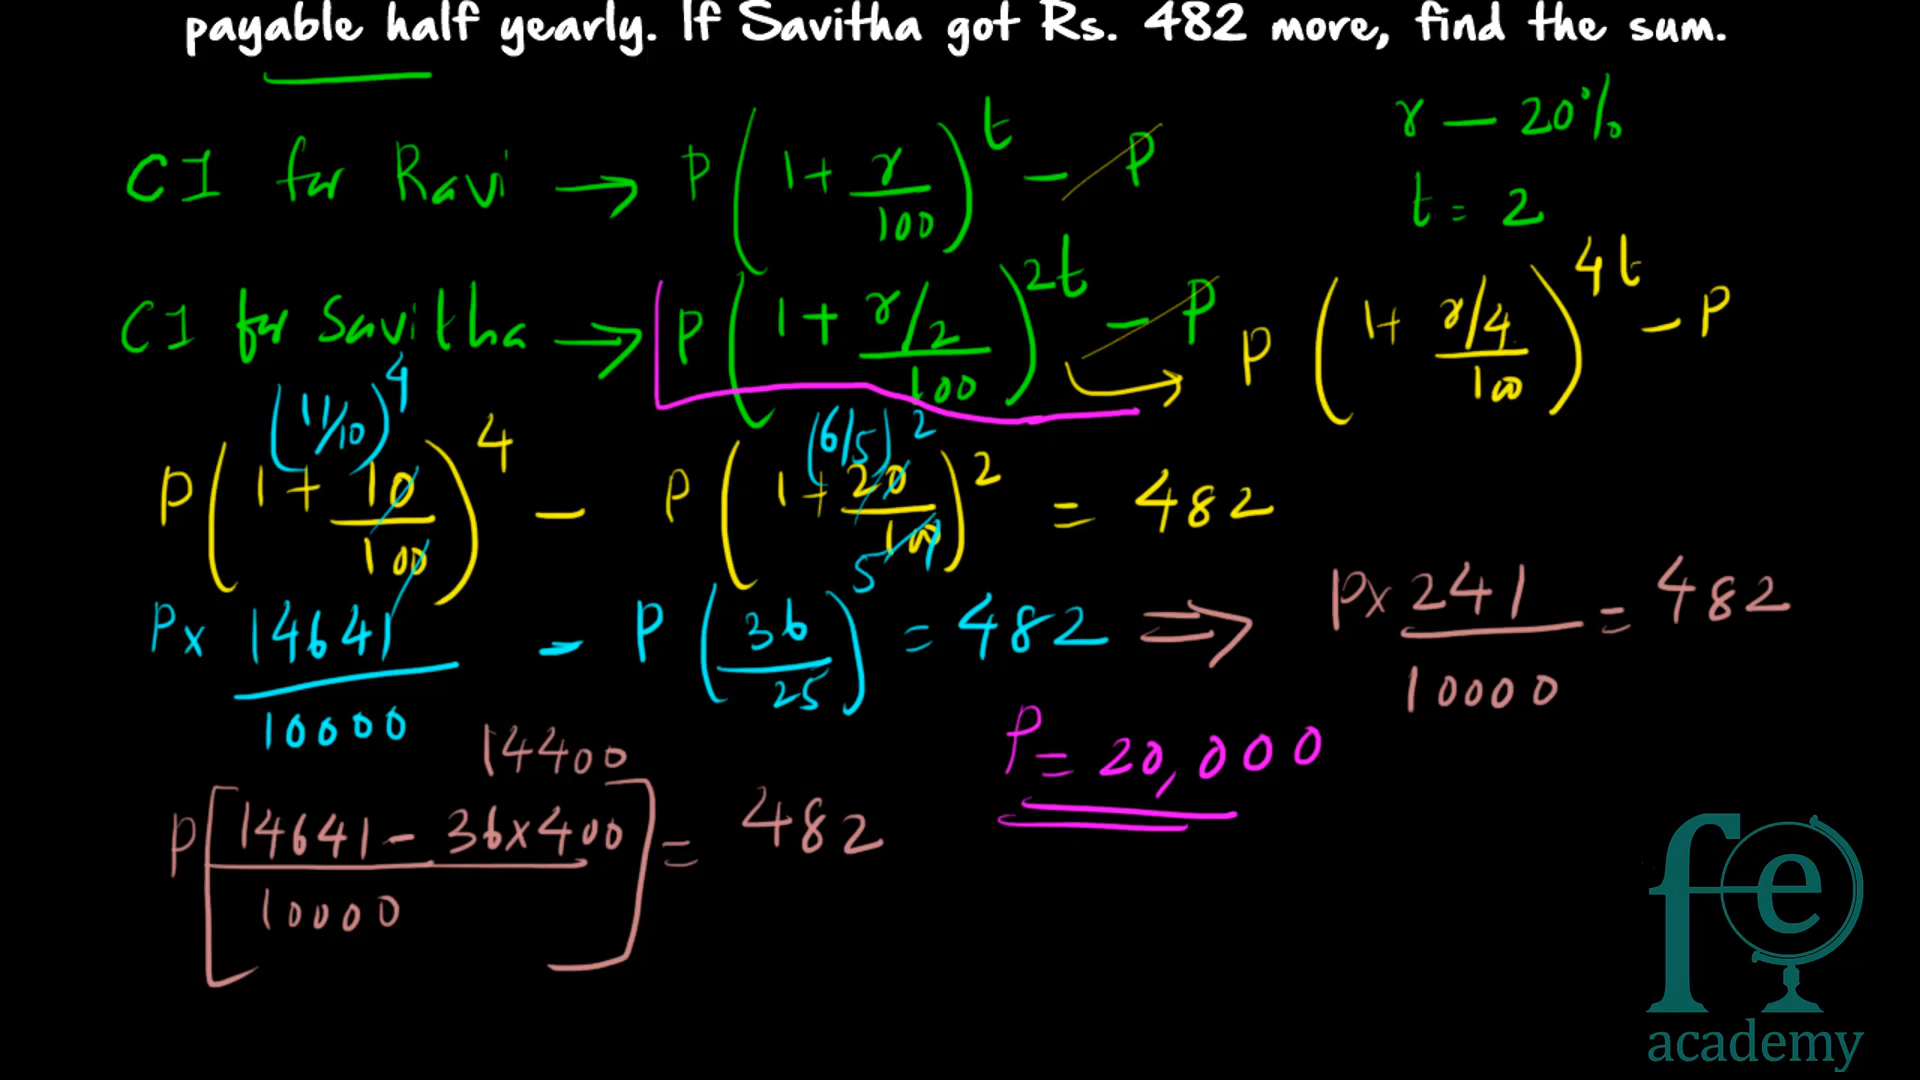 payable half yearly. If Savitha got Rs. 482 more, find the sum.
r — 20%
CI for Ravi → P(1+ r/100)^t - P
t = 2
CI for Savitha → P(1+ r/2/100)^2t - P → P(1+ r/4/100)^4t - P
(11/10)^4 (6/5)^2
P(1+ 10/100)^4 - P(1+ 20/100)^2 = 482
5
P x 14641/10000 - P(36/25) = 482 ⇒ P x 241/10000 = 482
14400
P = 20,000
P[14641 - 36x400/10000] = 482
fe
academy